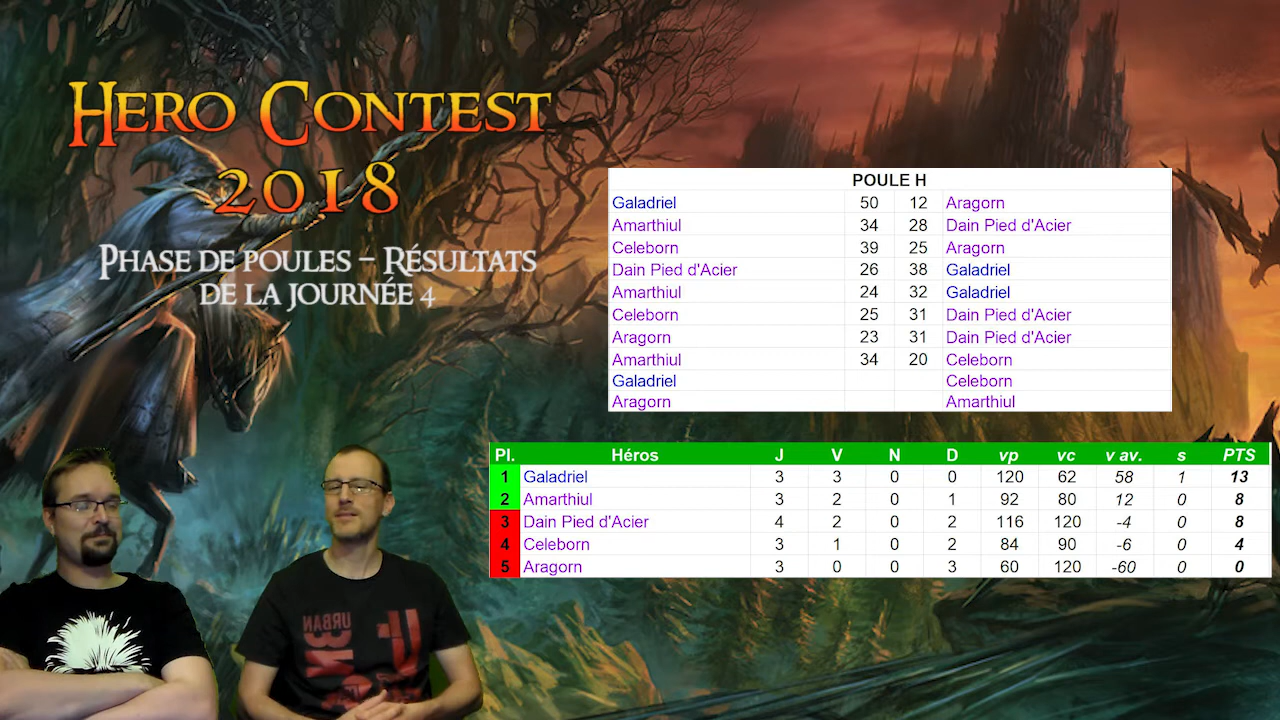 HERO CONTEST
2018
PHASE DE POULES – RÉSULTATS
DE LA JOURNÉE 4
POULE H
Galadriel 50 12 Aragorn
Amarthiul 34 28 Dain Pied d'Acier
Celeborn 39 25 Aragorn
Dain Pied d'Acier 26 38 Galadriel
Amarthiul 24 32 Galadriel
Celeborn 25 31 Dain Pied d'Acier
Aragorn 23 31 Dain Pied d'Acier
Amarthiul 34 20 Celeborn
Galadriel Celeborn
Aragorn Amarthiul
Pl. Héros J V N D vp vc v av. s PTS
1 Galadriel 3 3 0 0 120 62 58 1 13
2 Amarthiul 3 2 0 1 92 80 12 0 8
3 Dain Pied d'Acier 4 2 0 2 116 120 -4 0 8
4 Celeborn 3 1 0 2 84 90 -6 0 4
5 Aragorn 3 0 0 3 60 120 -60 0 0
URBAN